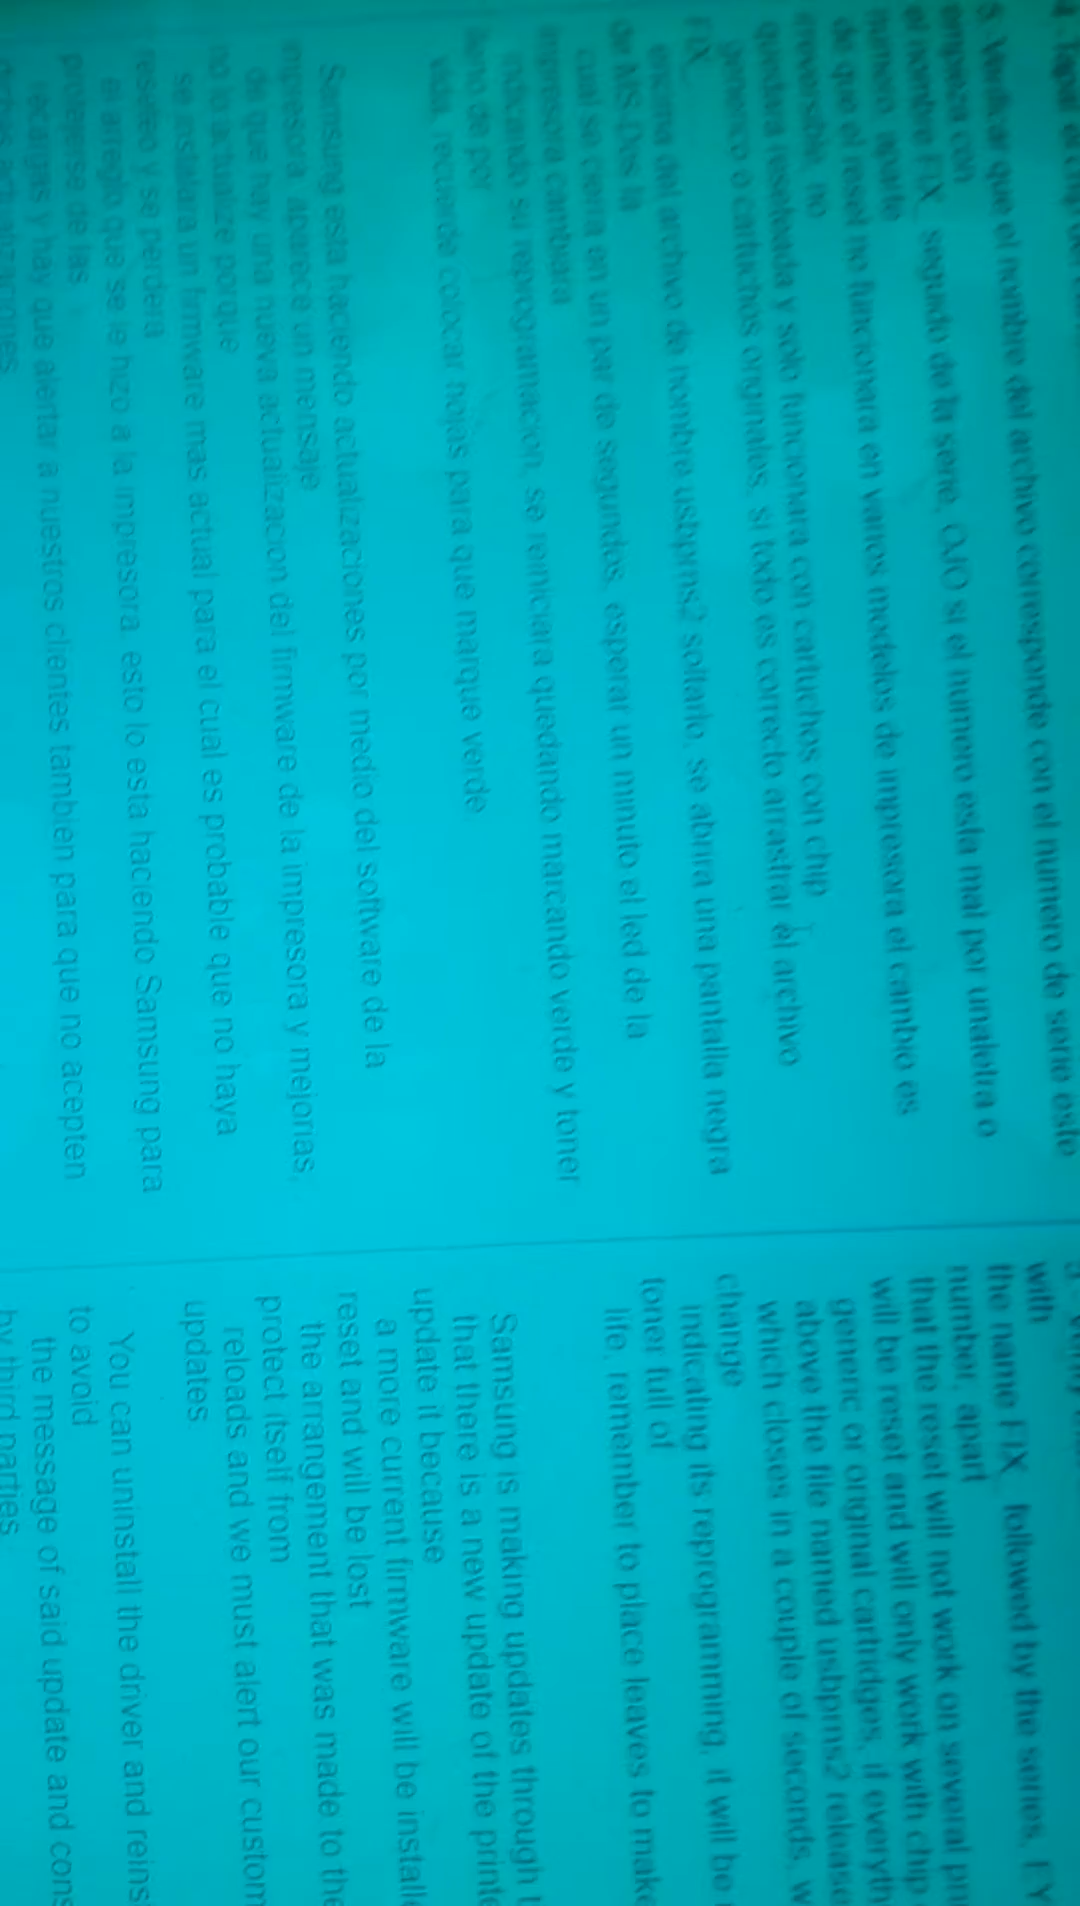 5. Verificar que el nombre del archivo corresponde con el numero de serie este
empieza con
el nombre FIX_ seguido de la serie, OJO si el numero esta mal por una letra o
numero, aparte
de que el reset no funcionara en varios modelos de impresora el cambio es
irreversible, no
quedara reseteada y solo funcionara con cartuchos con chip
generico o cartuchos originales, si todo es correcto arrastrar el archivo
FIX_
encima del archivo de nombre usbprns2 soltarlo, se abrira una pantalla negra
de MS-Dos la
cual se cierra en un par de segundos, esperar un minuto el led de la
impresora cambiara
indicando su reprogramacion, se reiniciara quedando marcando verde y toner
lleno de por
vida, recuerda colocar hojas para que marque verde
Samsung esta haciendo actualizaciones por medio del software de la
impresora, aparece un mensaje
de que hay una nueva actualizacion del firmware de la impresora y mejorias,
no lo actualize porque
se instalara un firmware mas actual para el cual es probable que no haya
reseteo y se perdera
el arreglo que se le hizo a la impresora, esto lo esta haciendo Samsung para
protegerse de las
recargas y hay que alertar a nuestros clientes también para que no acepten
with
the name FIX_ followed by the series,
number, apart
that the reset will not work on several
will be reset and will only work with chip
generic or original cartridges, if
above the file named usbprns2
which closes in a couple of seconds,
change
indicating its reprogramming, it will be
toner full of
life, remember to place leaves to make
Samsung is making updates through
that there is a new update of the
update it because
a more current firmware will be
reset and will be lost
the arrangement that was made to the
protect itself from
reloads and we must alert our
updates
You can uninstall the driver and
to avoid
the message of said update and
by third parties